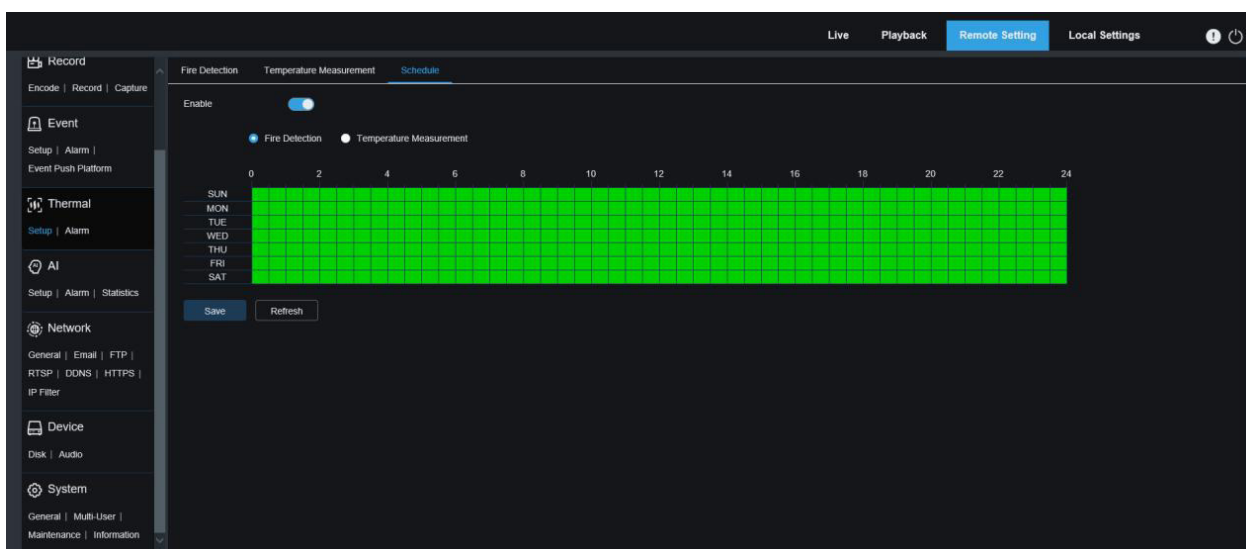 Live Playback Remote Setting Local Settings
Record
Encode | Record | Capture
Event
Setup | Alarm |
Event Push Platform
Thermal
Setup | Alarm
AI
Setup | Alarm | Statistics
Network
General | Email | FTP |
RTSP | DDNS | HTTPS |
IP Filter
Device
Disk | Audio
System
General | Multi-User |
Maintenance | Information
Fire Detection Temperature Measurement Schedule
Enable
Fire Detection Temperature Measurement
0 2 4 6 8 10 12 14 16 18 20 22 24
SUN
MON
TUE
WED
THU
FRI
SAT
Save Refresh